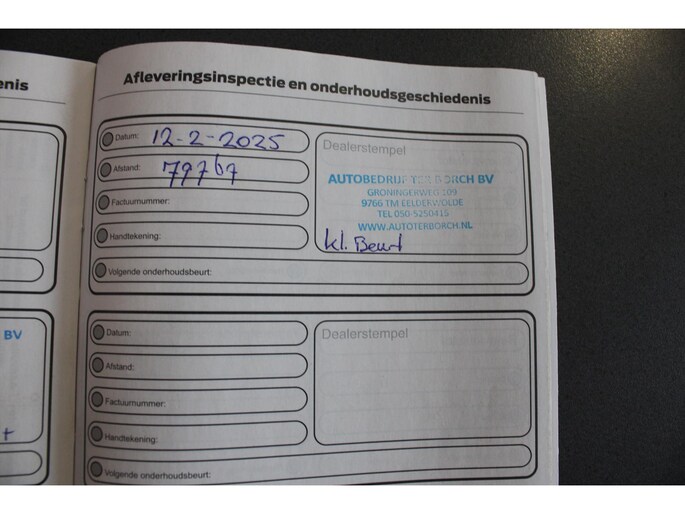 enis
BV
Afleveringsinspectie en onderhoudsgeschiedenis
Datum: 12-2-2025
Afstand: 79767
Factuurnummer:
Handtekening:
Volgende onderhoudsbeurt:
Dealerstempel
AUTOBEDRIJF TER BORCH BV
GRONINGERWEG 109
9766 TM EELDERWOLDE
TEL 050-5250415
WWW.AUTOTERBORCH.NL
kl. Beurt
Datum:
Afstand:
Factuurnummer:
Handtekening:
Volgende onderhoudsbeurt:
Dealerstempel